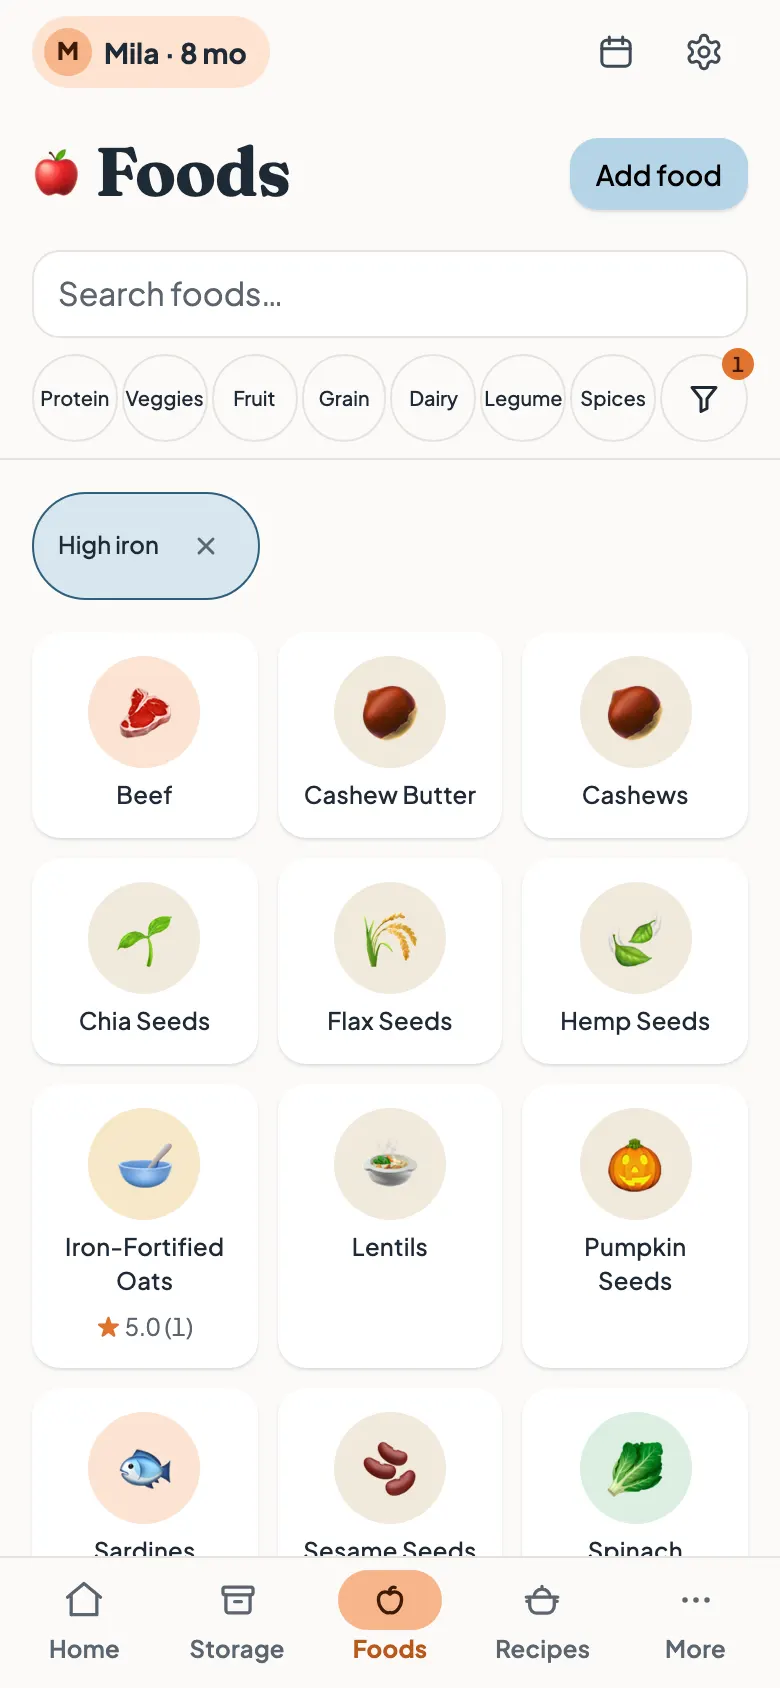 M Mila · 8 mo
Foods
Add food
Search foods...
Protein Veggies Fruit Grain Dairy Legume Spices 1
High iron
Beef Cashew Butter Cashews
Chia Seeds Flax Seeds Hemp Seeds
Iron-Fortified Oats Lentils Pumpkin Seeds
5.0 (1)
Sardines Sesame Seeds Spinach
Home Storage Foods Recipes More